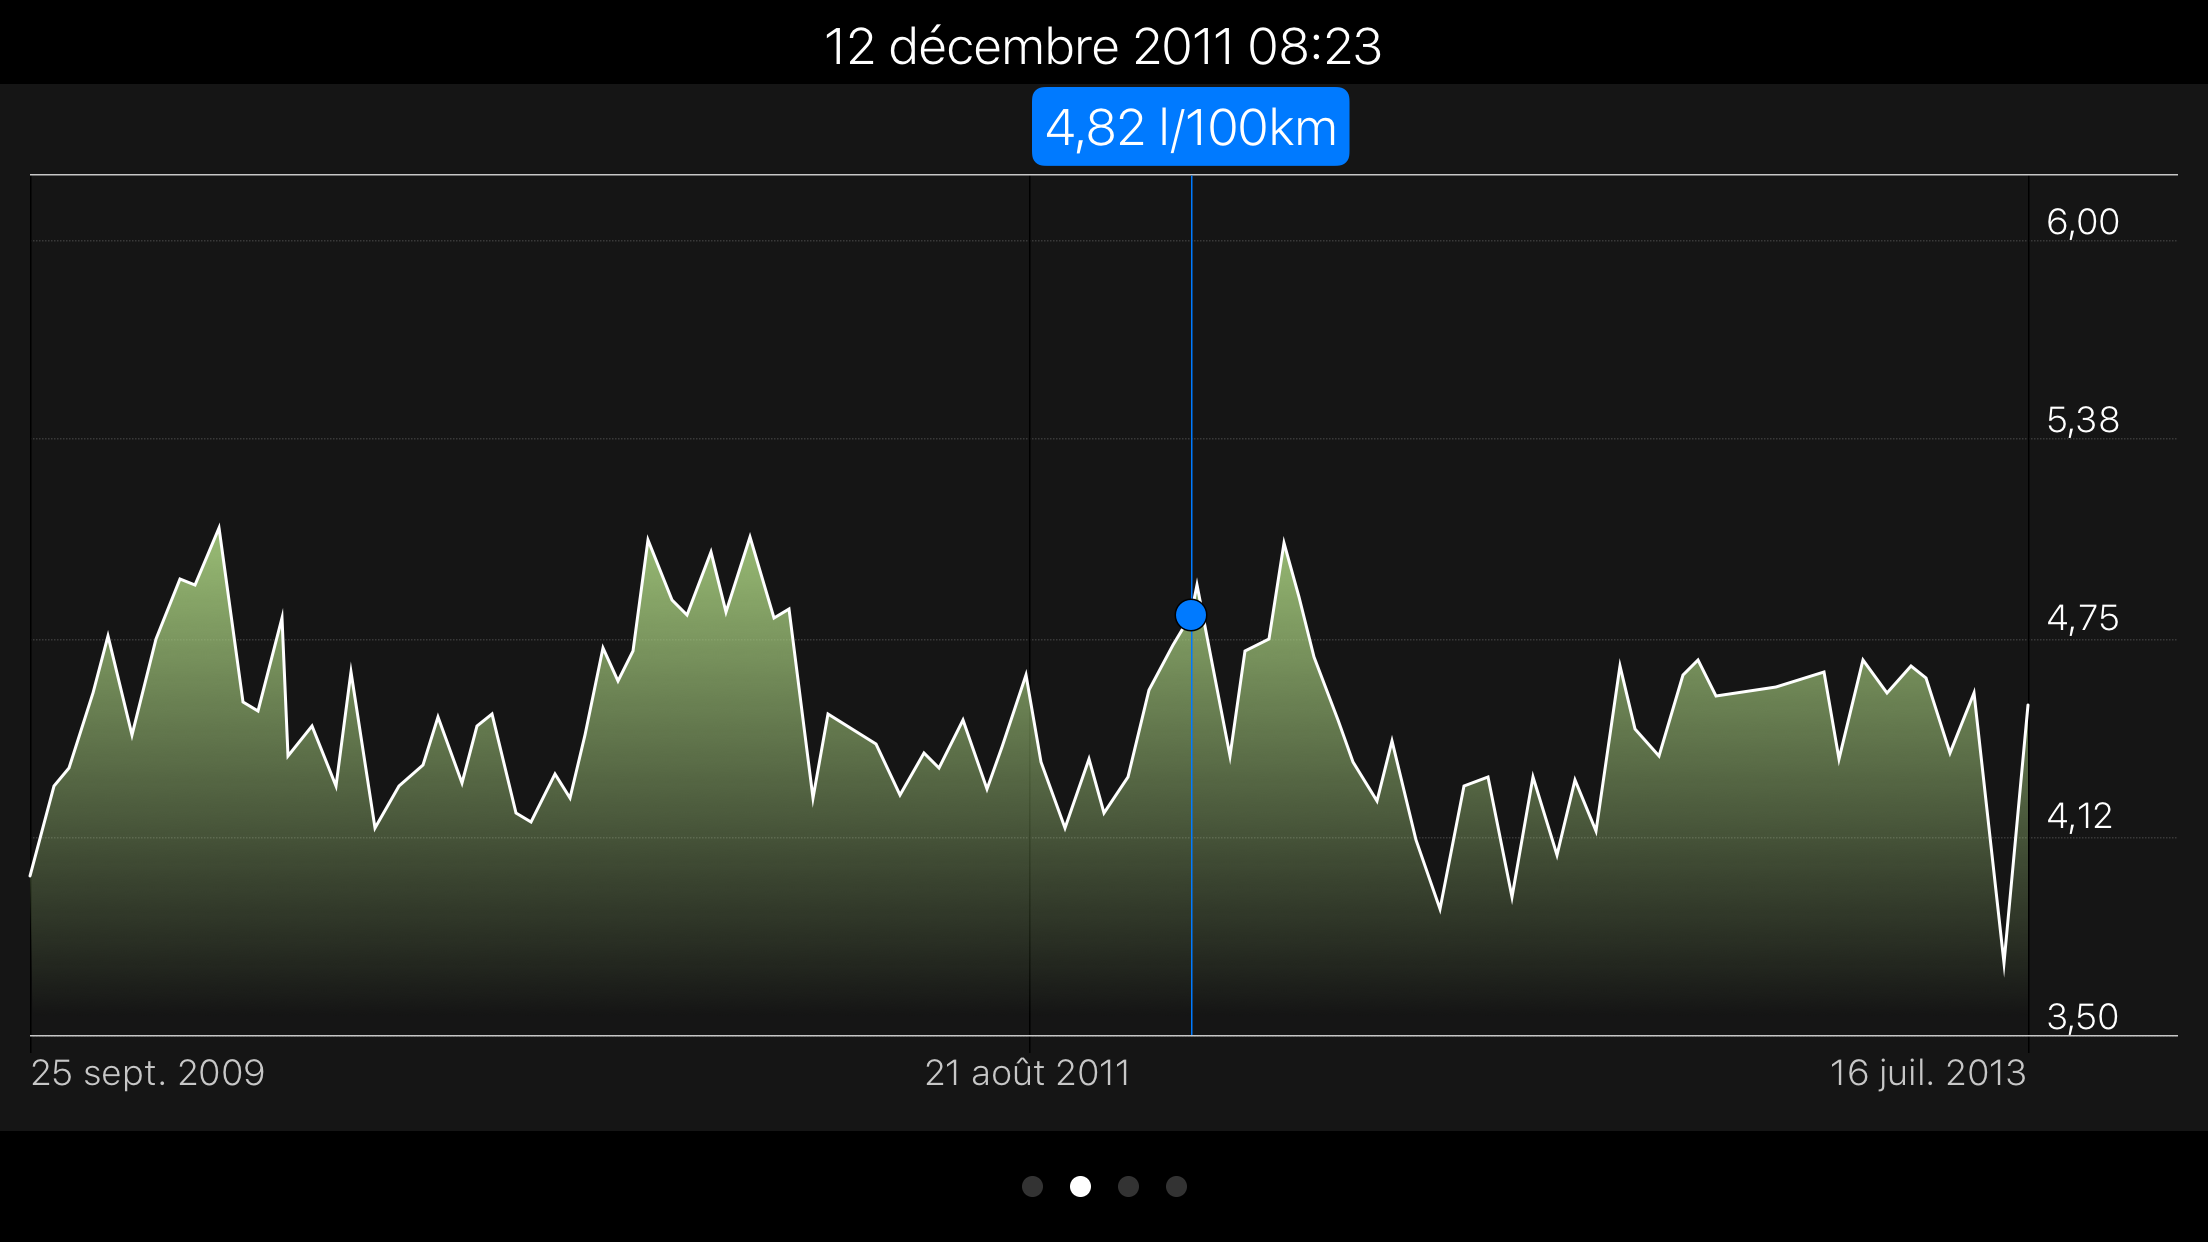 12 décembre 2011 08:23
4,82 l/100km
6,00
5,38
4,75
4,12
3,50
25 sept. 2009
21 août 2011
16 juil. 2013